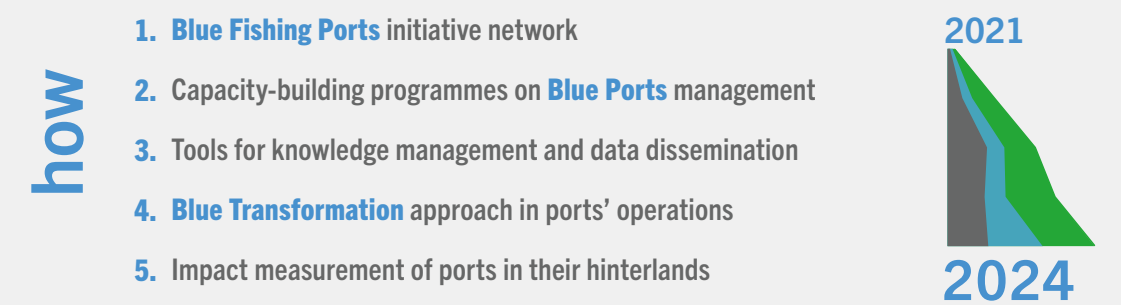 how
1. Blue Fishing Ports initiative network
2. Capacity-building programmes on Blue Ports management
3. Tools for knowledge management and data dissemination
4. Blue Transformation approach in ports’ operations
5. Impact measurement of ports in their hinterlands
2021
2024